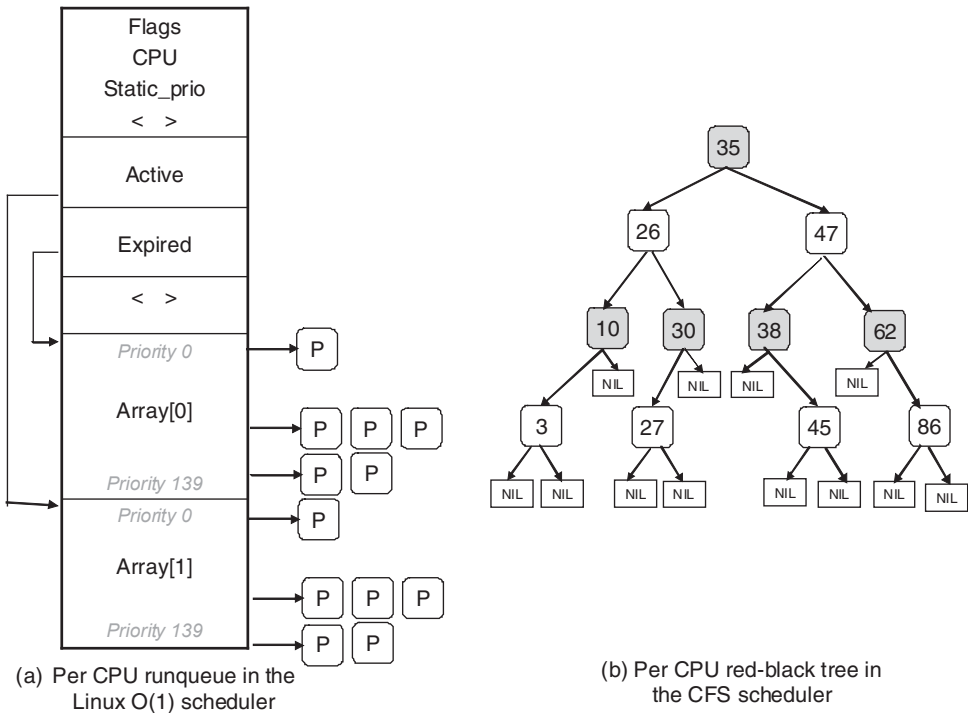 Flags
CPU
Static_prio
< >
Active
Expired
< >
Priority 0
P
Array[0]
P P P
Priority 139
P P
Priority 0
P
Array[1]
P P P
Priority 139
P P
(a) Per CPU runqueue in the
Linux O(1) scheduler
35
26 47
10 30 38 62
NIL NIL NIL NIL
3 27 45 86
NIL NIL NIL NIL NIL NIL NIL NIL
(b) Per CPU red-black tree in
the CFS scheduler